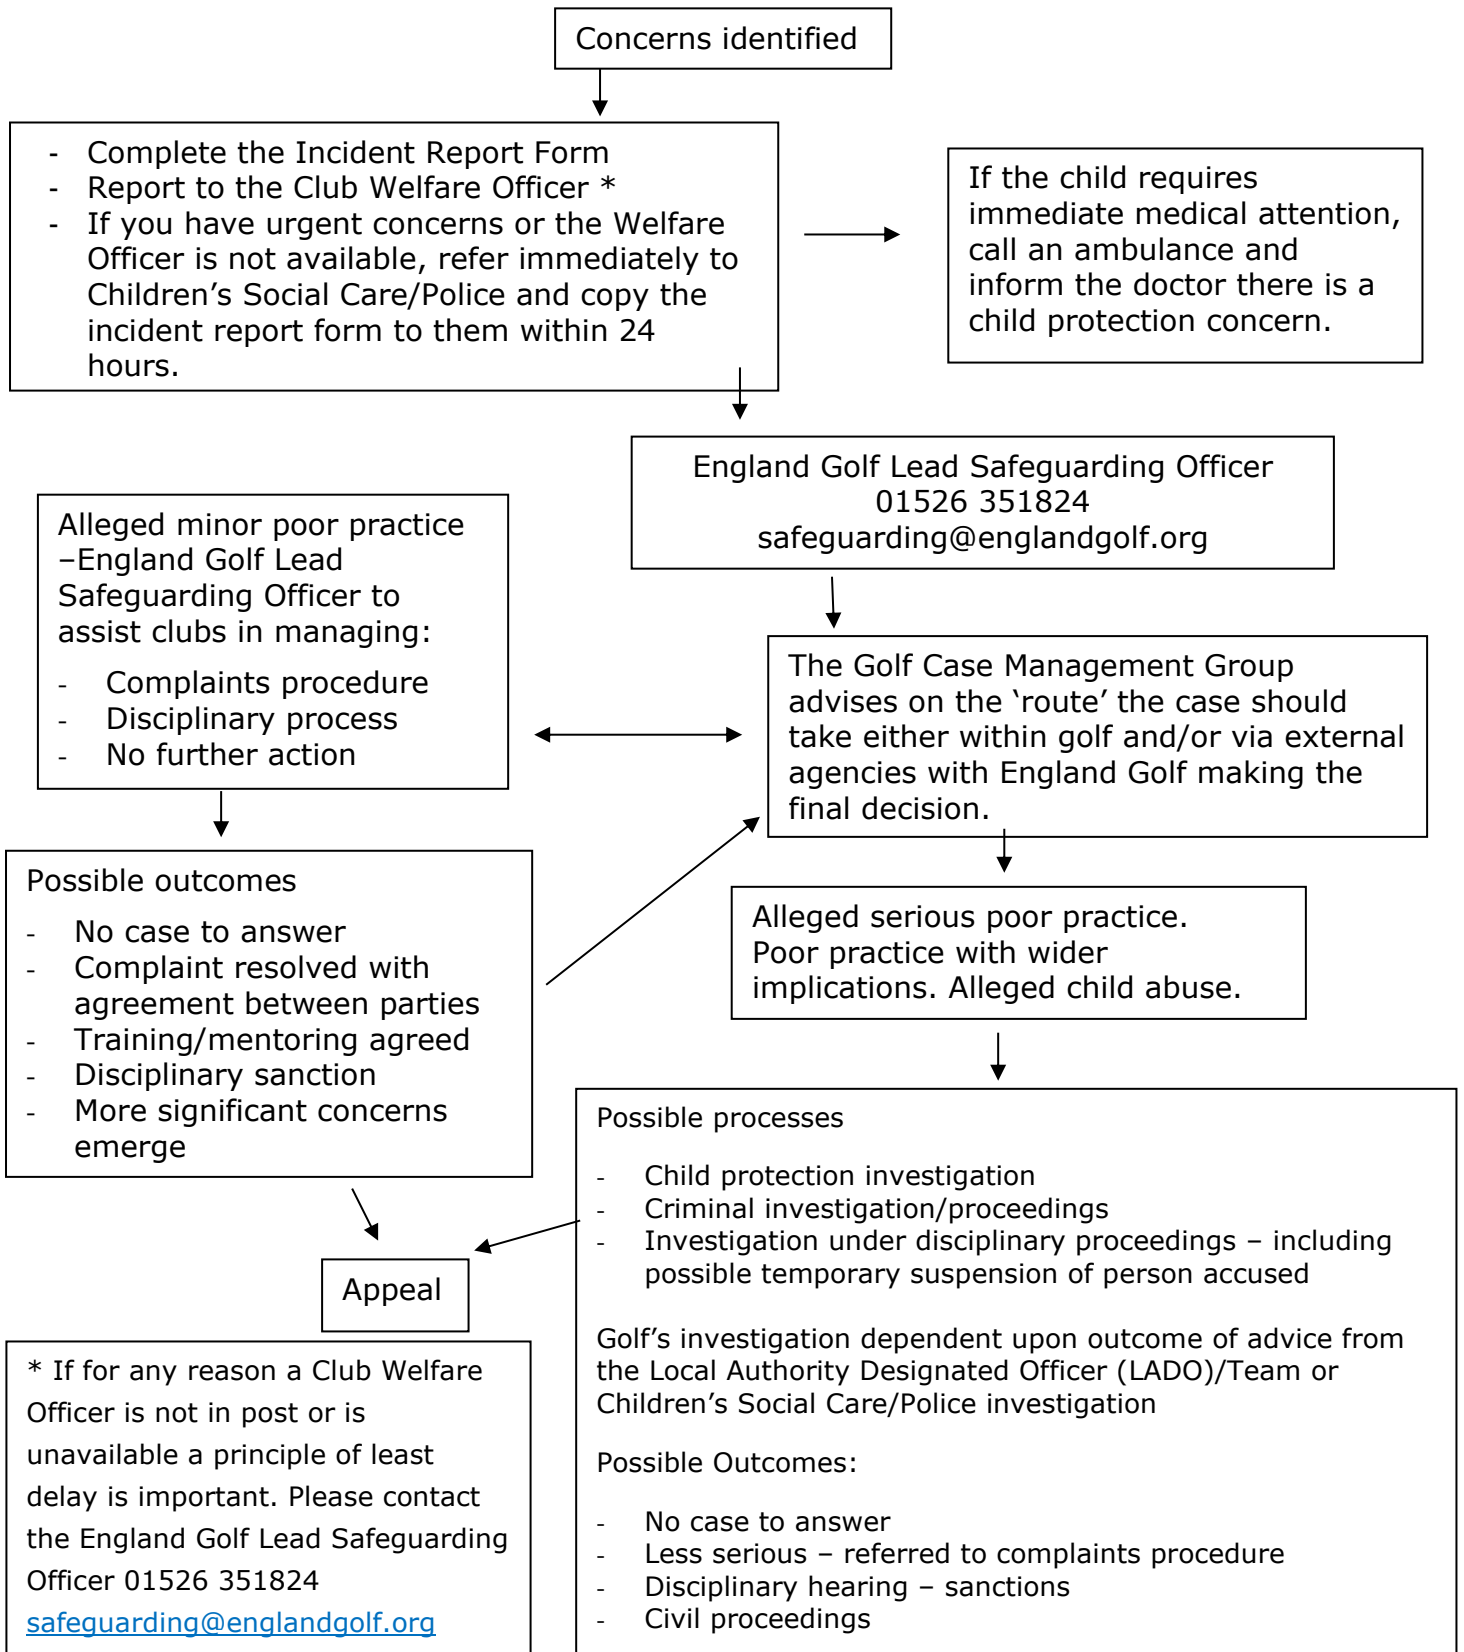 Concerns identified
- Complete the Incident Report Form
- Report to the Club Welfare Officer *
- If you have urgent concerns or the Welfare
Officer is not available, refer immediately to
Children’s Social Care/Police and copy the
incident report form to them within 24
hours.
If the child requires
immediate medical attention,
call an ambulance and
inform the doctor there is a
child protection concern.
England Golf Lead Safeguarding Officer
01526 351824
safeguarding@englandgolf.org
Alleged minor poor practice
–England Golf Lead
Safeguarding Officer to
assist clubs in managing:
- Complaints procedure
- Disciplinary process
- No further action
The Golf Case Management Group
advises on the ‘route’ the case should
take either within golf and/or via external
agencies with England Golf making the
final decision.
Possible outcomes
- No case to answer
- Complaint resolved with
agreement between parties
- Training/mentoring agreed
- Disciplinary sanction
- More significant concerns
emerge
Alleged serious poor practice.
Poor practice with wider
implications. Alleged child abuse.
Possible processes
- Child protection investigation
- Criminal investigation/proceedings
- Investigation under disciplinary proceedings – including
possible temporary suspension of person accused
Golf’s investigation dependent upon outcome of advice from
the Local Authority Designated Officer (LADO)/Team or
Children’s Social Care/Police investigation
Possible Outcomes:
- No case to answer
- Less serious – referred to complaints procedure
- Disciplinary hearing – sanctions
- Civil proceedings
Appeal
* If for any reason a Club Welfare
Officer is not in post or is
unavailable a principle of least
delay is important. Please contact
the England Golf Lead Safeguarding
Officer 01526 351824
safeguarding@englandgolf.org